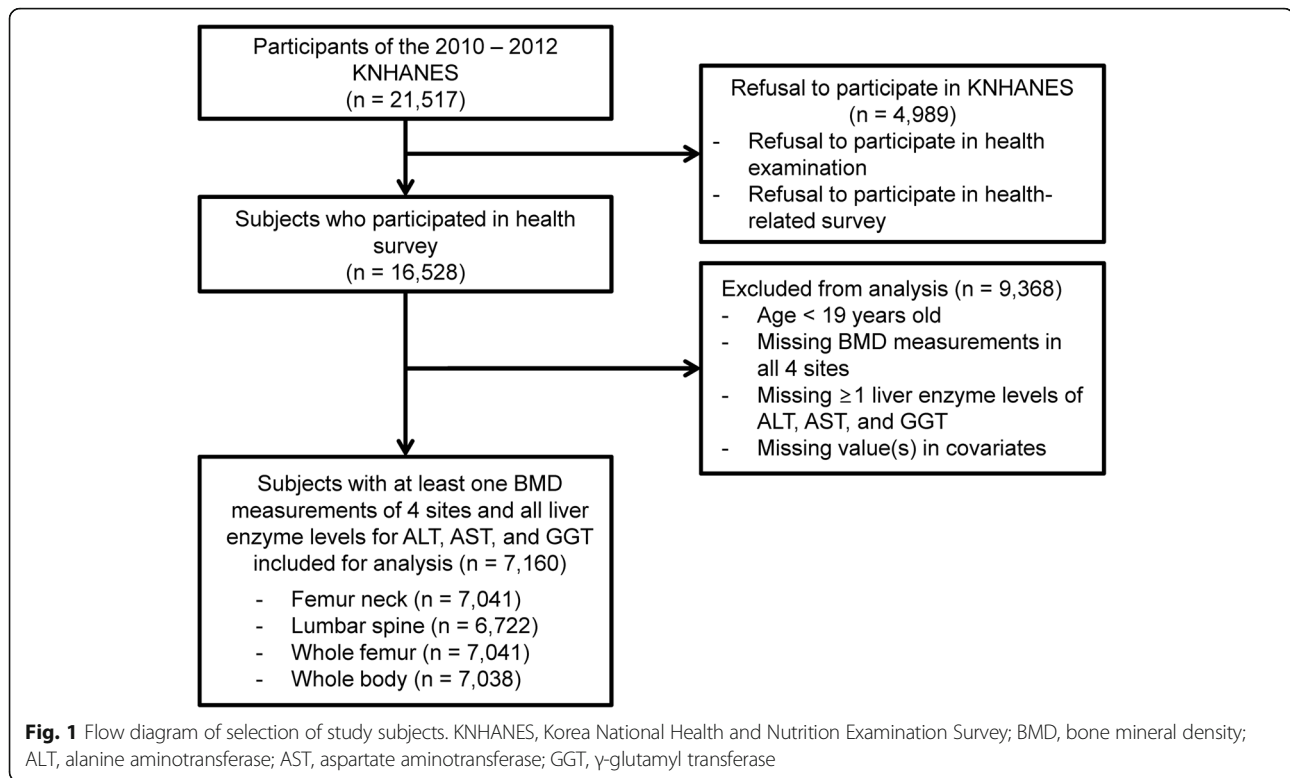 Participants of the 2010 – 2012
KNHANES
(n = 21,517)
Refusal to participate in KNHANES
(n = 4,989)
- Refusal to participate in health
examination
- Refusal to participate in health-
related survey
Subjects who participated in health
survey
(n = 16,528)
Excluded from analysis (n = 9,368)
- Age < 19 years old
- Missing BMD measurements in
all 4 sites
- Missing ≥1 liver enzyme levels of
ALT, AST, and GGT
- Missing value(s) in covariates
Subjects with at least one BMD
measurements of 4 sites and all liver
enzyme levels for ALT, AST, and GGT
included for analysis (n = 7,160)
- Femur neck (n = 7,041)
- Lumbar spine (n = 6,722)
- Whole femur (n = 7,041)
- Whole body (n = 7,038)
Fig. 1 Flow diagram of selection of study subjects. KNHANES, Korea National Health and Nutrition Examination Survey; BMD, bone mineral density;
ALT, alanine aminotransferase; AST, aspartate aminotransferase; GGT, γ-glutamyl transferase